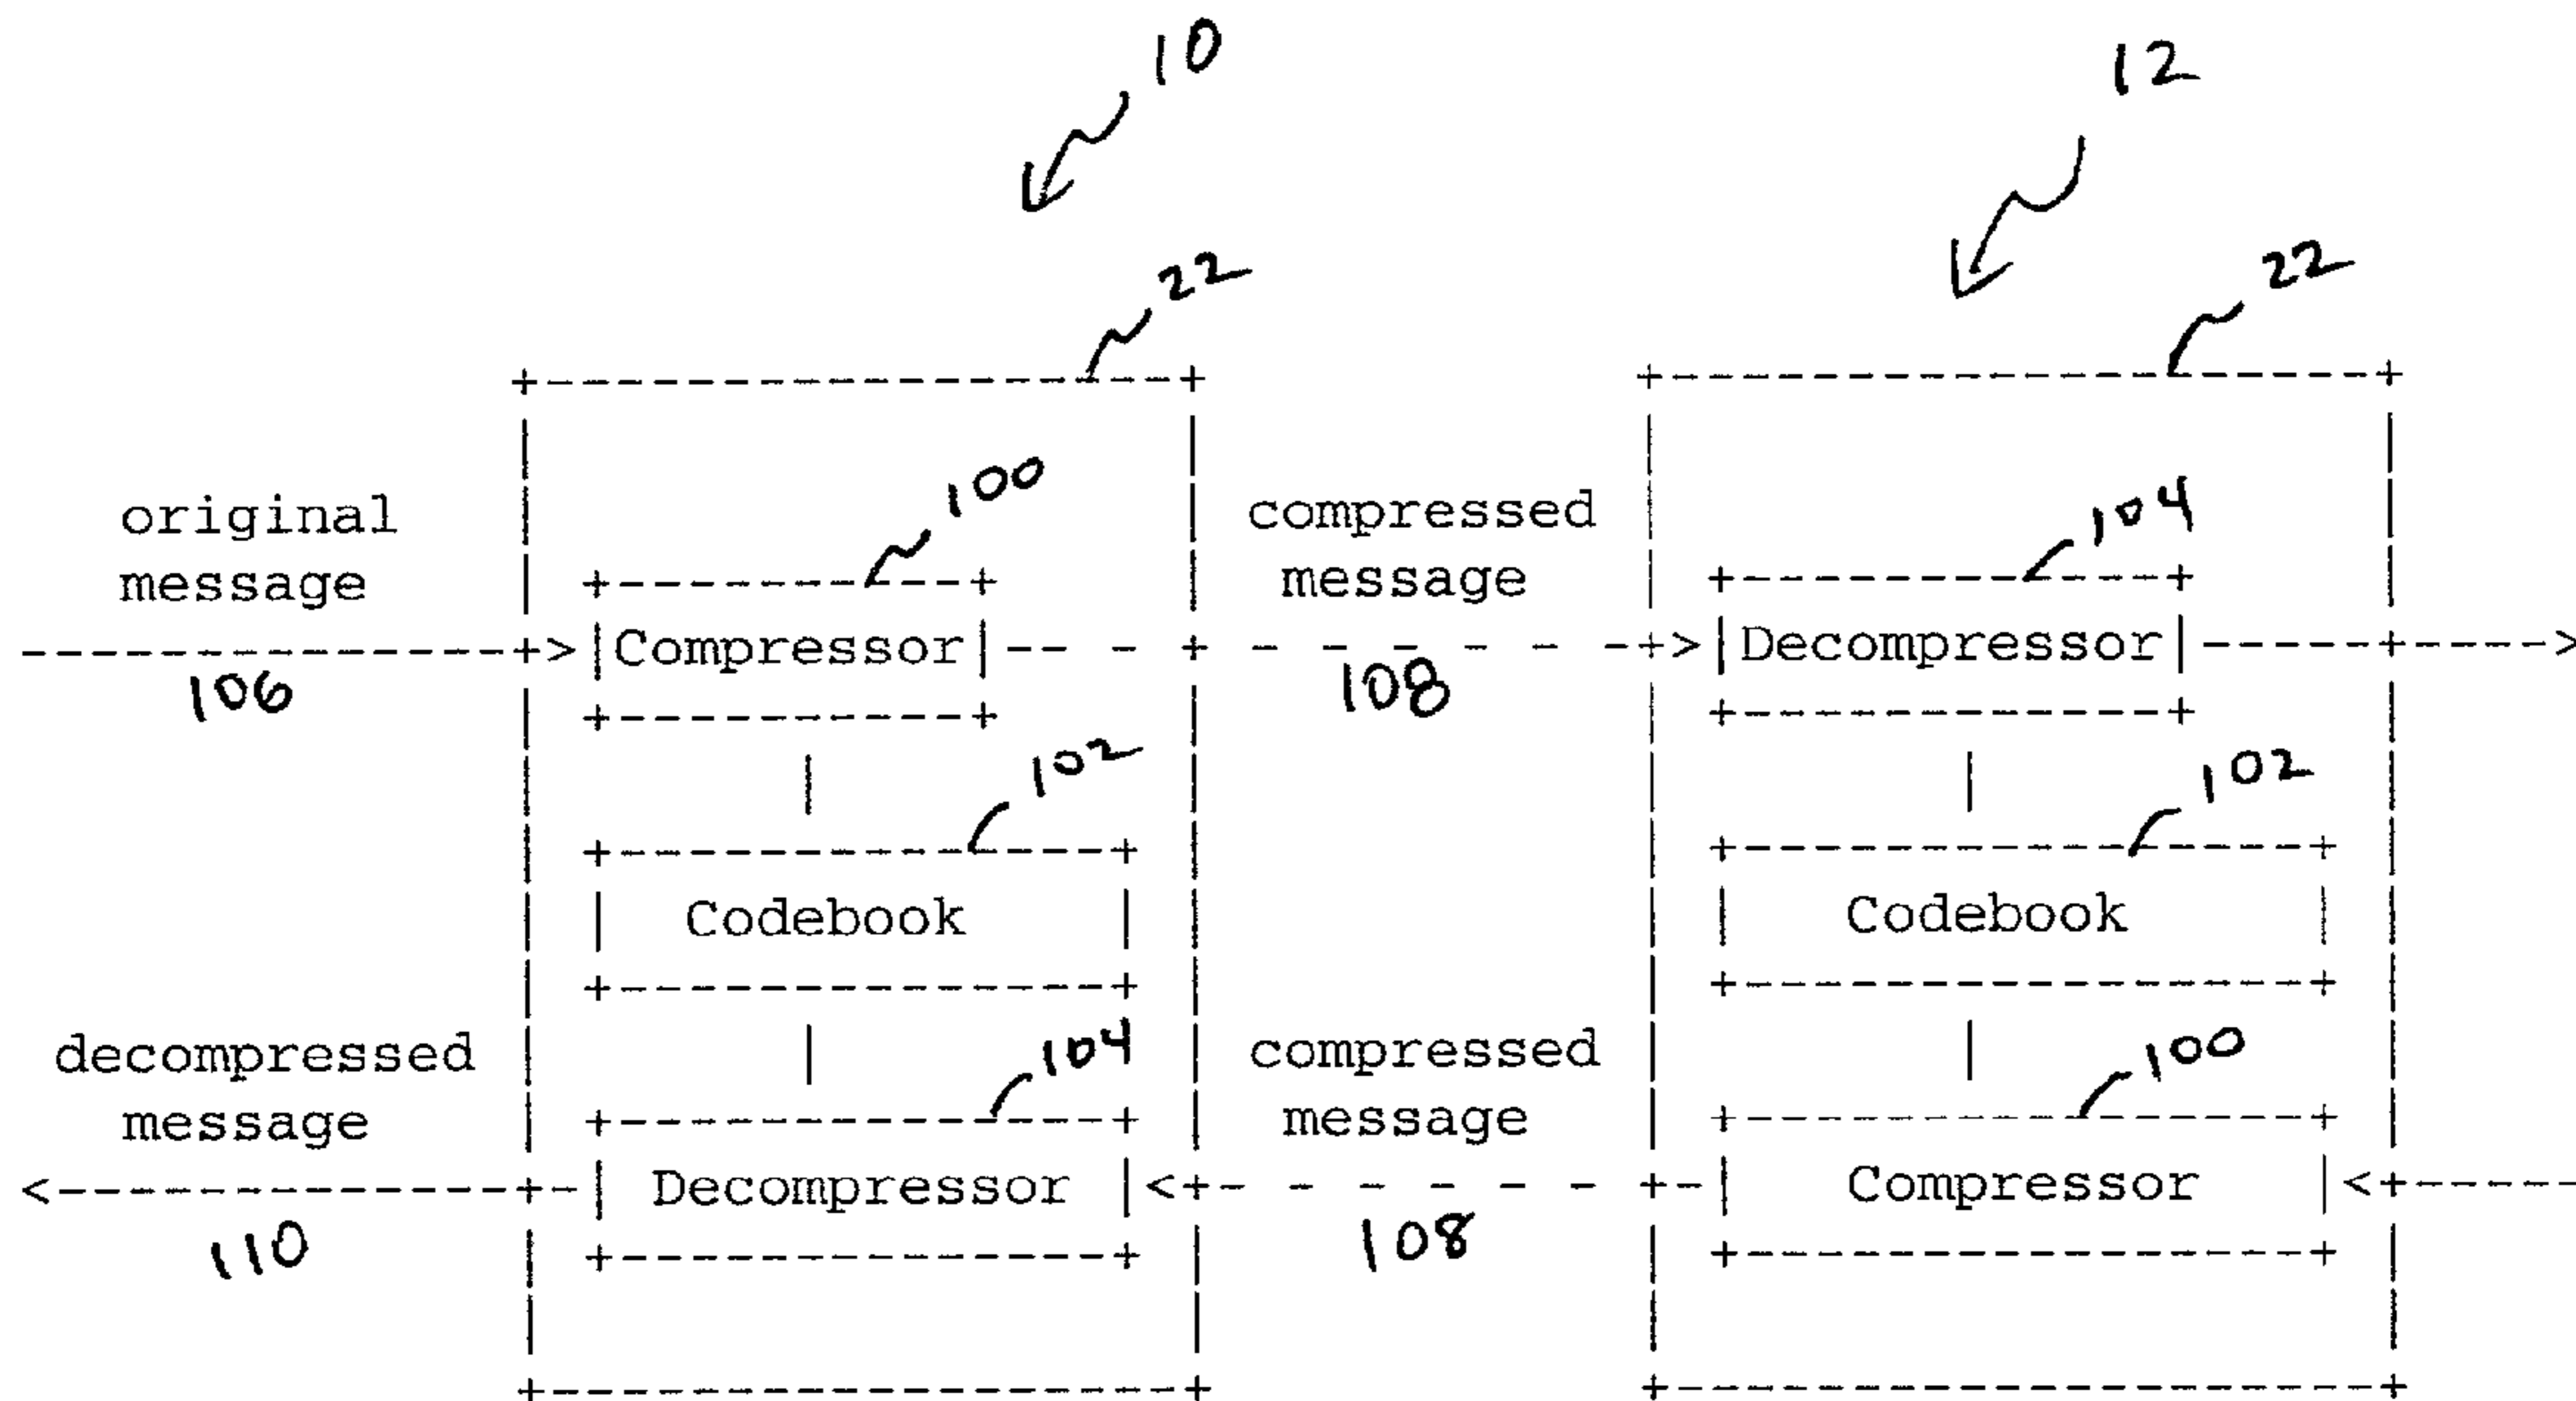 10
12
22
22
100
original
message
106
Compressor
compressed
message
108
104
Decompressor
102
Codebook
102
Codebook
104
decompressed
message
110
Decompressor
compressed
message
108
100
Compressor